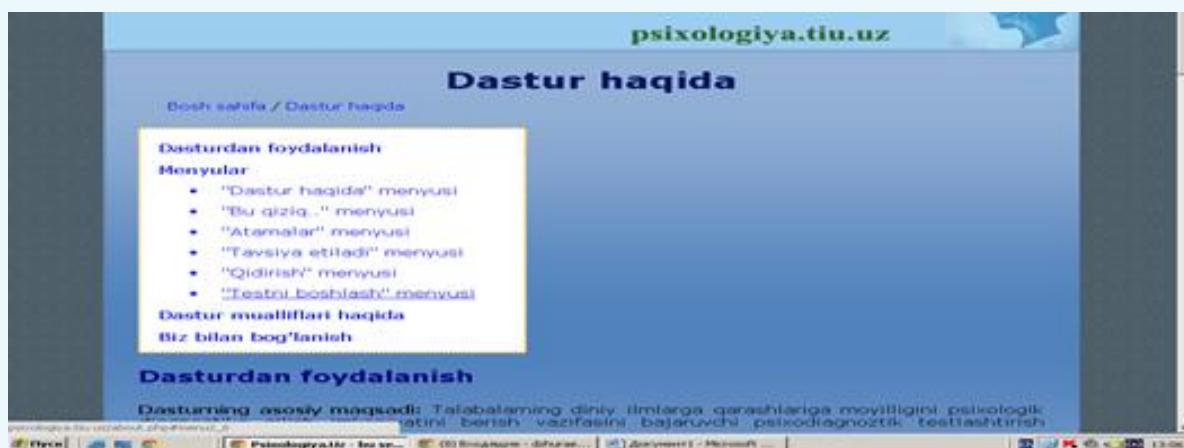 psixologiya.tiu.uz
Dastur haqida
Bosh sahifa / Dastur haqida
Dasturdan foydalanish
Menyular
"Dastur haqida" menyusi
"Bu qiziq.." menyusi
"Atamalar" menyusi
"Tavsiya etiladi" menyusi
"Qidirish" menyusi
"Testni boshlash" menyusi
Dastur mualliflari haqida
Biz bilan bog'lanish
Dasturdan foydalanish
Dasturning asosiy maqsadi: Talabalarning diniy ilmlarga qarashlariga moyilligini psixologik
berish vazifasini bajaruvchi psixodiagnoztik testlashtirish
Пуск